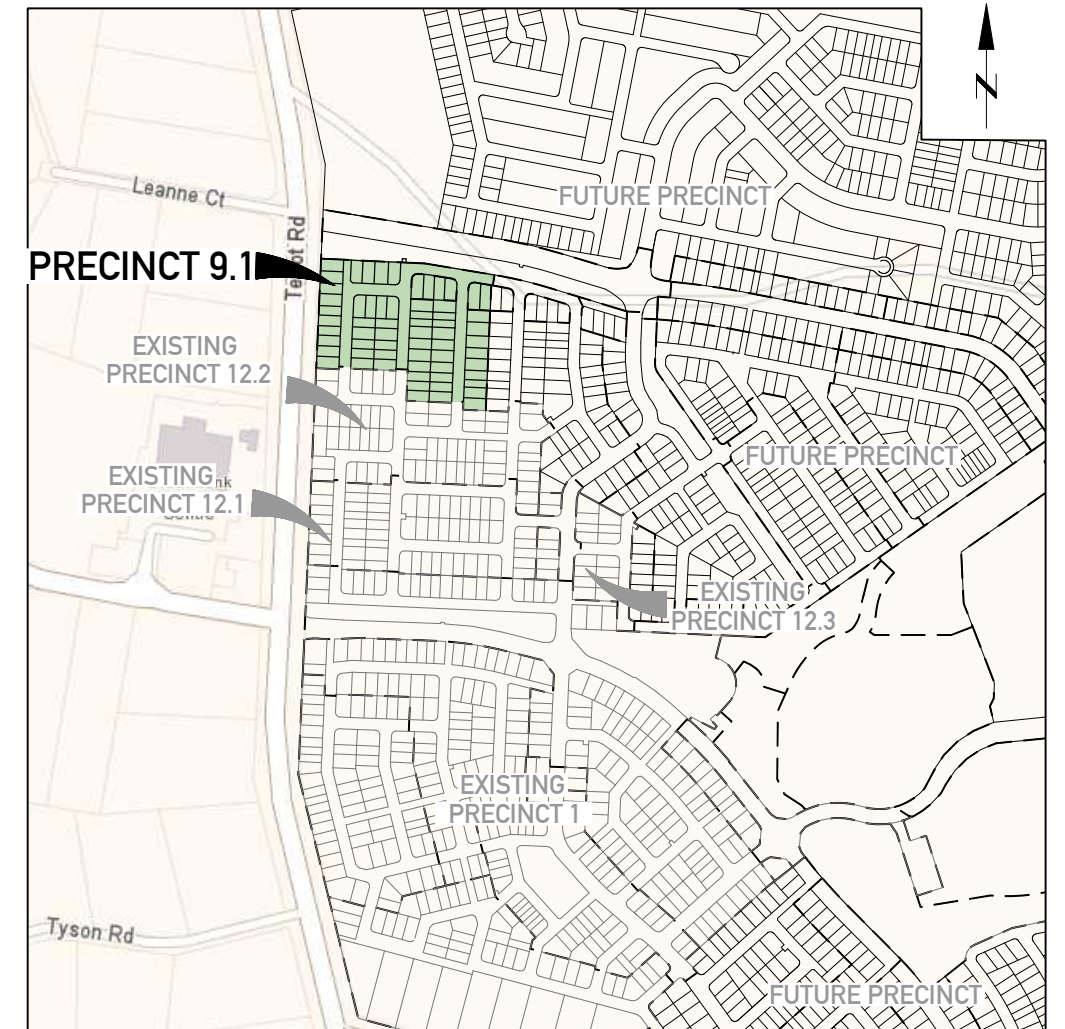 N
Leanne Ct
FUTURE PRECINCT
PRECINCT 9.1
Rd
EXISTING
PRECINCT 12.2
FUTURE PRECINCT
EXISTING
PRECINCT 12.1
EXISTING
PRECINCT 12.3
EXISTING
PRECINCT 1
Tyson Rd
FUTURE PRECINCT